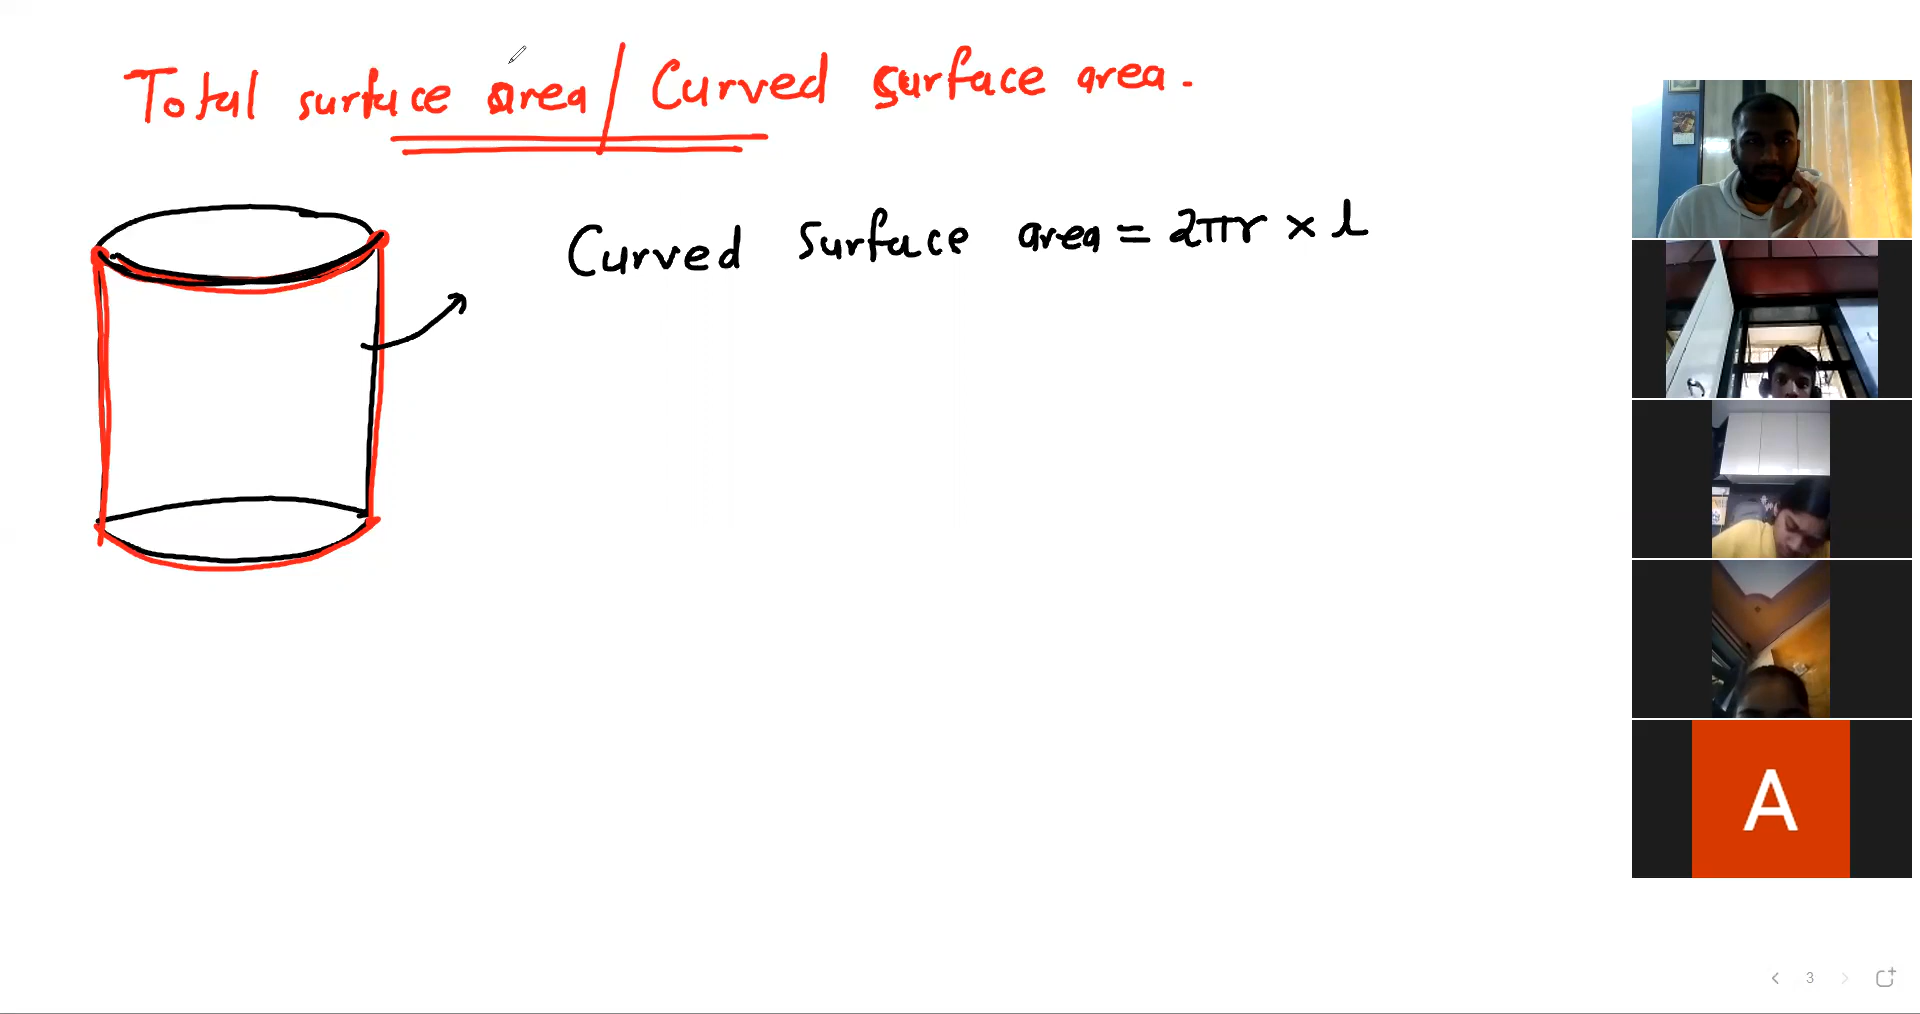 Total surface area / Curved surface area.
Curved surface area = 2πr × l
A
3